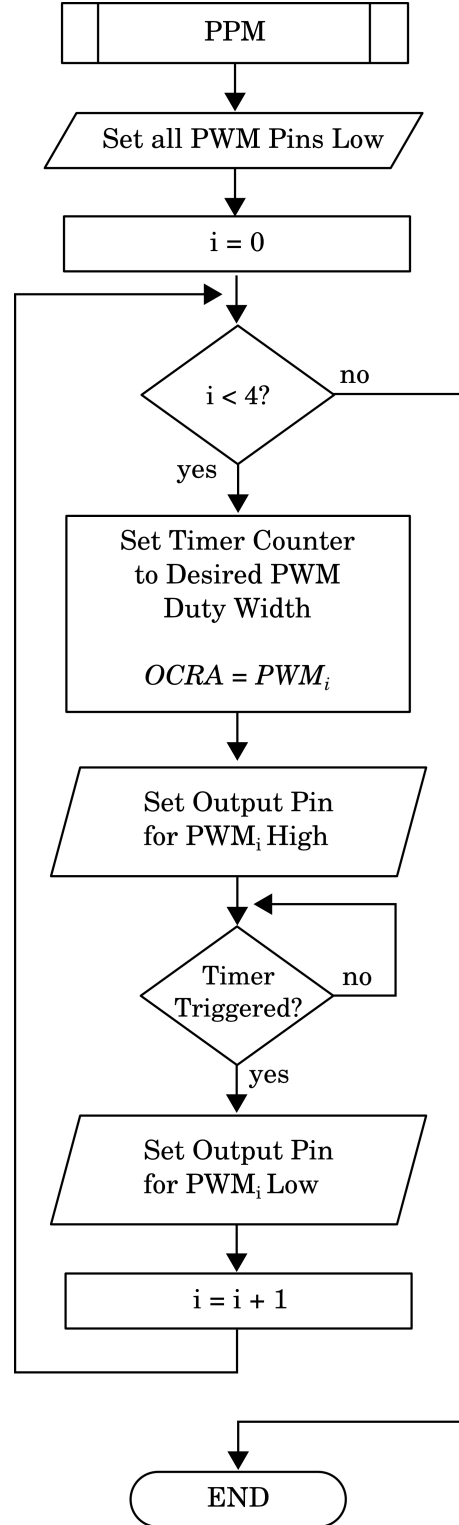 PPM
Set all PWM Pins Low
i = 0
i < 4?
no
yes
Set Timer Counter
to Desired PWM
Duty Width
OCRA = PWMᵢ
Set Output Pin
for PWMᵢ High
Timer
Triggered?
no
yes
Set Output Pin
for PWMᵢ Low
i = i + 1
END